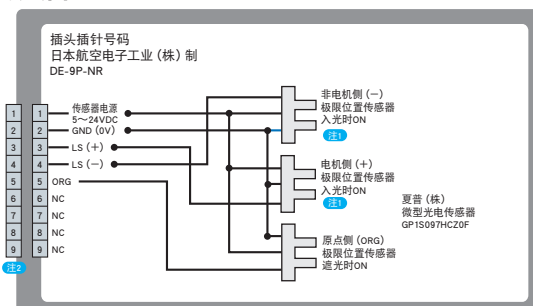 插头插针号码
日本航空电子工业（株）制
DE-9P-NR
1 1 传感器电源
5～24VDC
2 2 GND（0V）
3 3 LS（+）
4 4 LS（－）
5 5 ORG
6 6 NC
7 7 NC
8 8 NC
9 9 NC
注2
非电机侧（－）
极限位置传感器
入光时ON
注1
电机侧（+）
极限位置传感器
入光时ON
注1
原点侧（ORG）
极限位置传感器
遮光时ON
夏普（株）
微型光电传感器
GP1S097HCZ0F